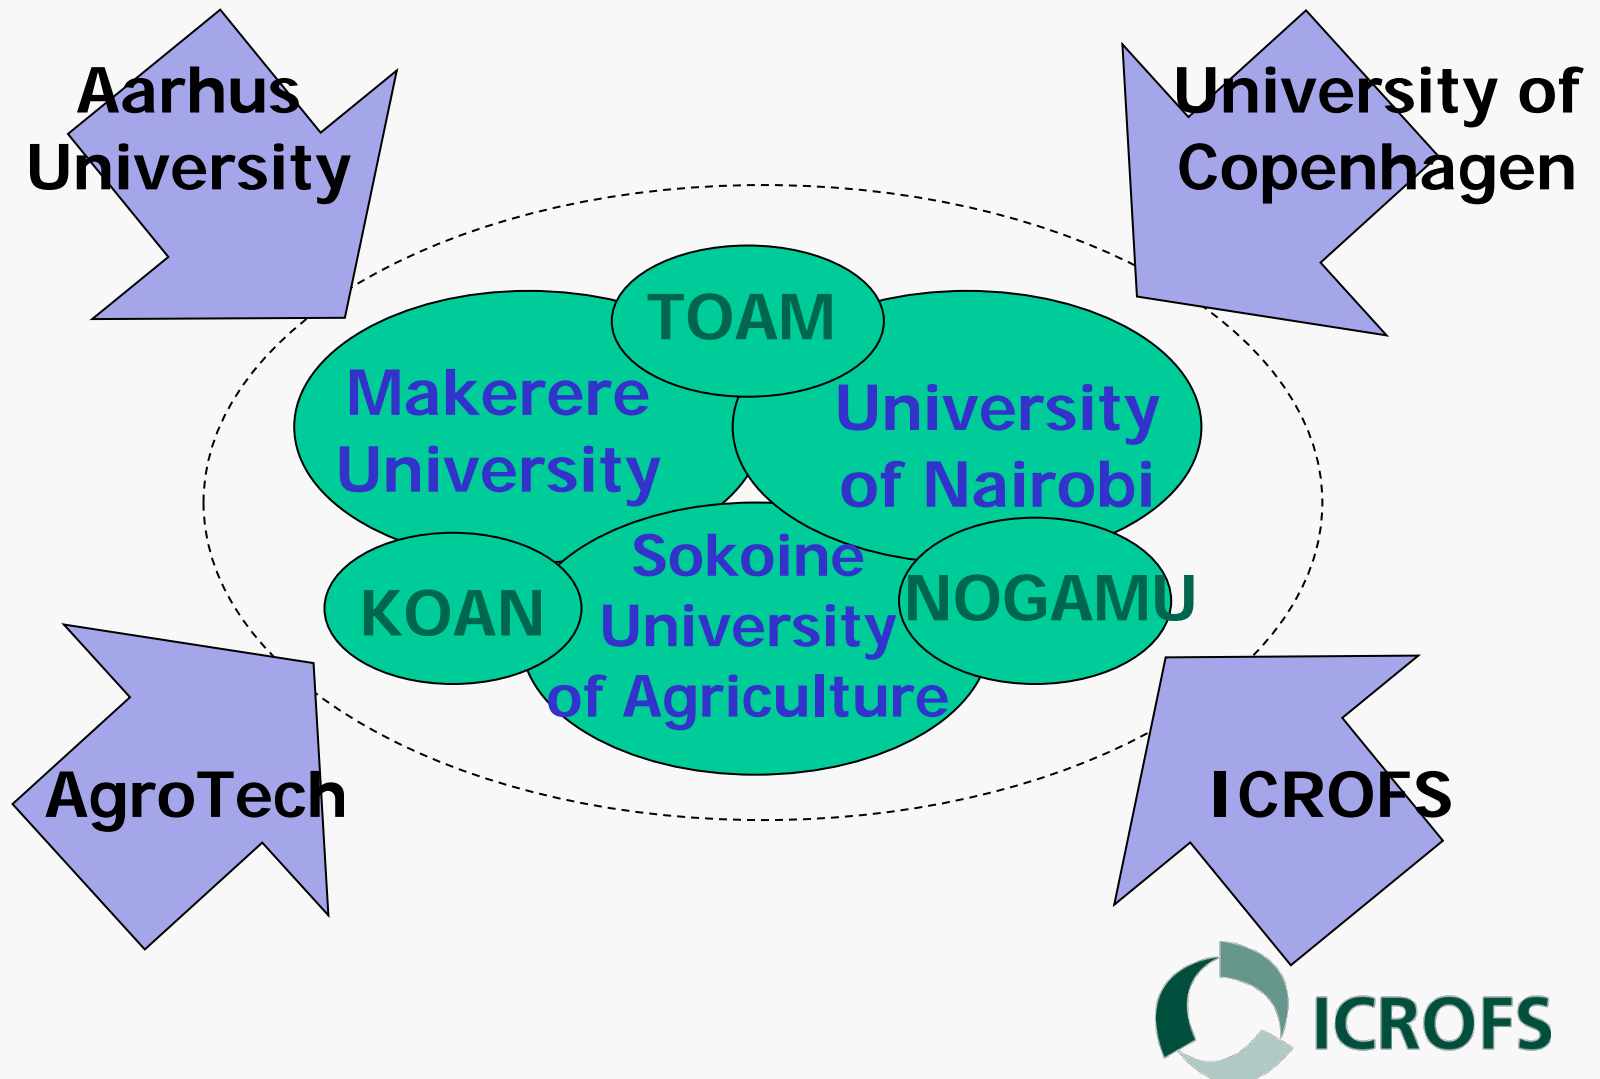 Aarhus
University
University of
Copenhagen
TOAM
Makerere
University
University
of Nairobi
Sokoine
University
of Agriculture
KOAN
NOGAMU
AgroTech
ICROFS
ICROFS